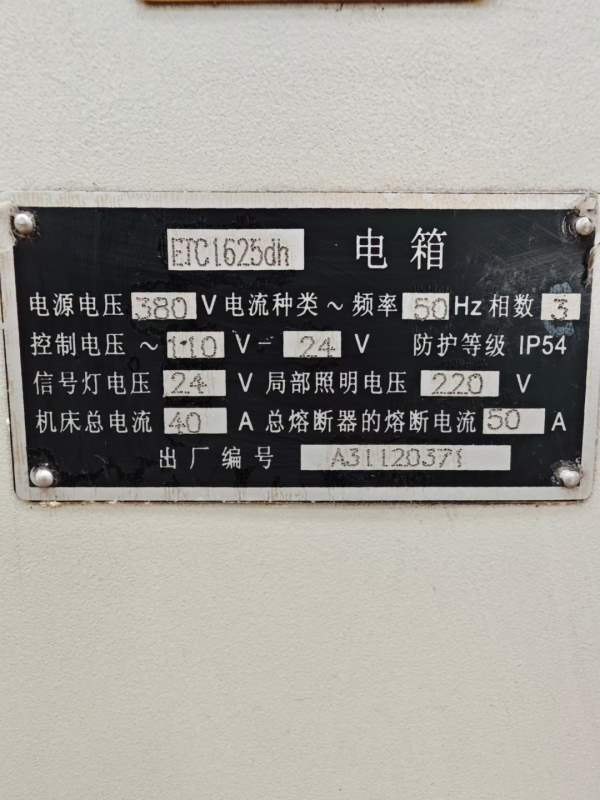 ETC1625dh 电箱
电源电压 380 V 电流种类 ~ 频率 50 Hz 相数 3
控制电压 ~ 110 V - 24 V 防护等级 IP54
信号灯电压 24 V 局部照明电压 220 V
机床总电流 40 A 总熔断器的熔断电流 50 A
出厂编号 A31120371